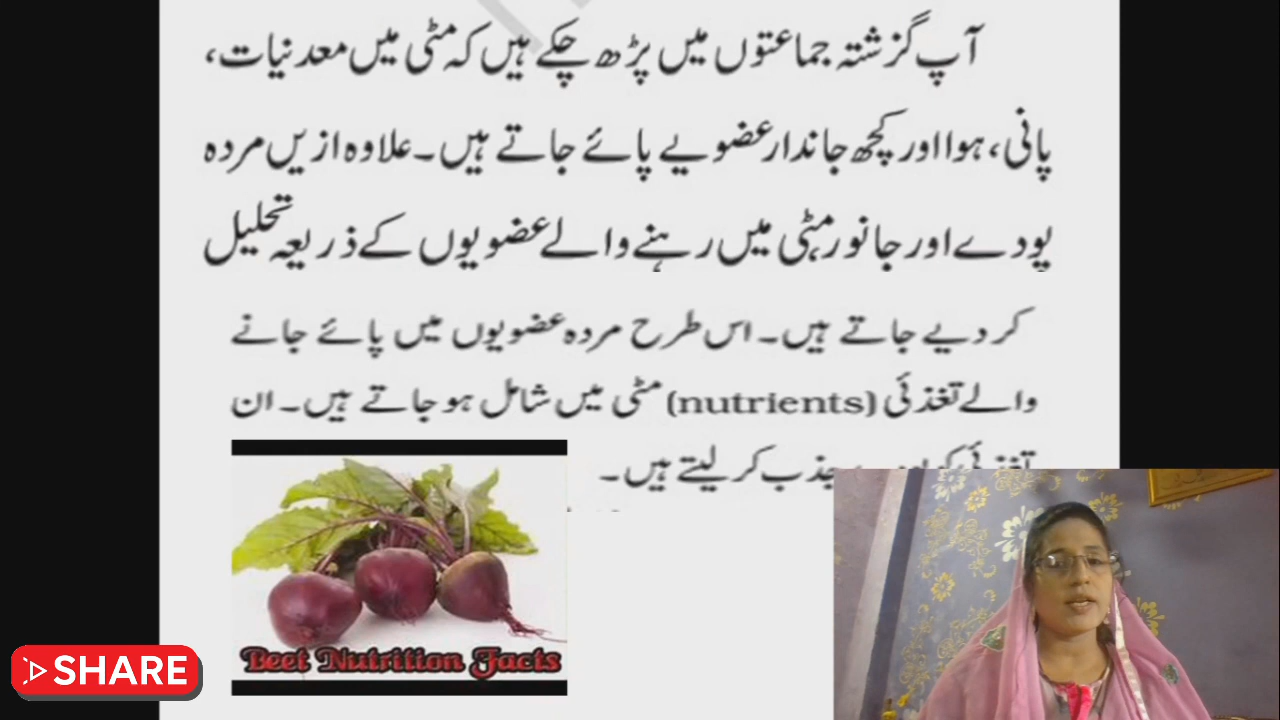 آپ گزشتہ جماعتوں میں پڑھ چکے ہیں کہ مٹی میں معدنیات،
پانی، ہوا اور کچھ جاندار عضویے پائے جاتے ہیں۔ علاوہ ازیں مردہ
پودے اور جانور مٹی میں رہنے والے عضویوں کے ذریعہ تحلیل
کر دیے جاتے ہیں۔ اس طرح مردہ عضویوں میں پائے جانے
والے تغذئی (nutrients) مٹی میں شامل ہو جاتے ہیں۔ ان
جذب کر لیتے ہیں۔
Beet Nutrition Facts
SHARE